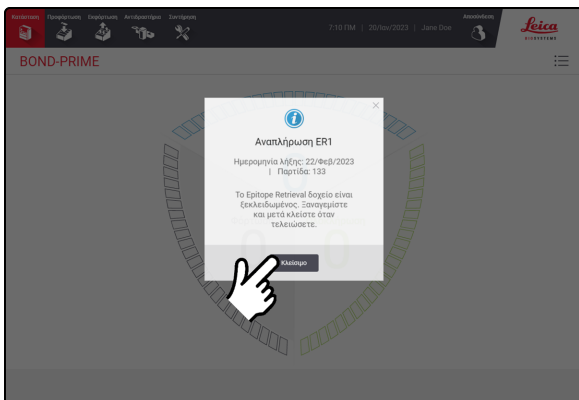 Κατάσταση Προφόρτωση Εκφόρτωση Αντιδραστήρια Συντήρηση
7:10 ΠΜ | 20/Ιαν/2023 | Jane Doe
Αποσύνδεση
Leica
BIOSYSTEMS
BOND-PRIME
Αναπλήρωση ER1
Ημερομηνία λήξης: 22/Φεβ/2023
| Παρτίδα: 133
Το Epitope Retrieval δοχείο είναι
ξεκλειδωμένος. Ξαναγεμίστε
και μετά κλείστε όταν
τελειώσετε.
Κλείσιμο